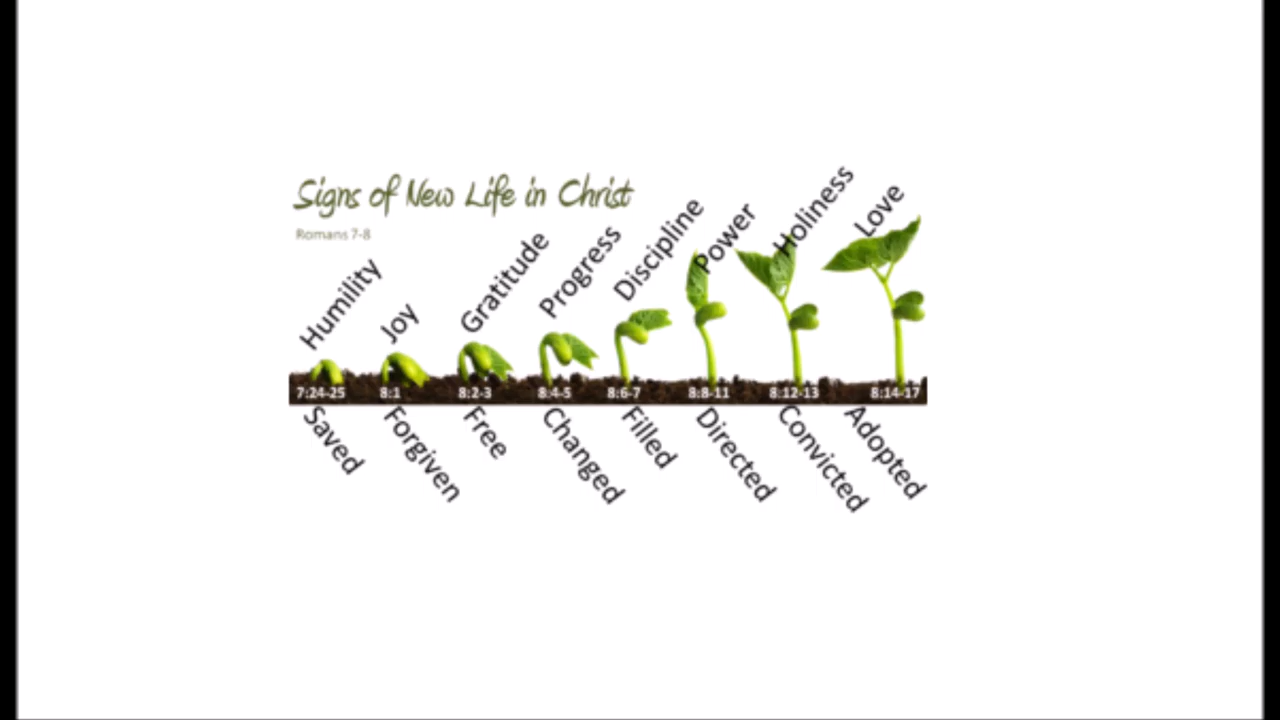 Signs of New Life in Christ
Romans 7-8
Humility
Joy
Gratitude
Progress
Discipline
Power
Holiness
Love
7:24-25
8:1
8:2-3
8:4-5
8:6-7
8:8-11
8:12-13
8:14-17
Saved
Forgiven
Free
Changed
Filled
Directed
Convicted
Adopted